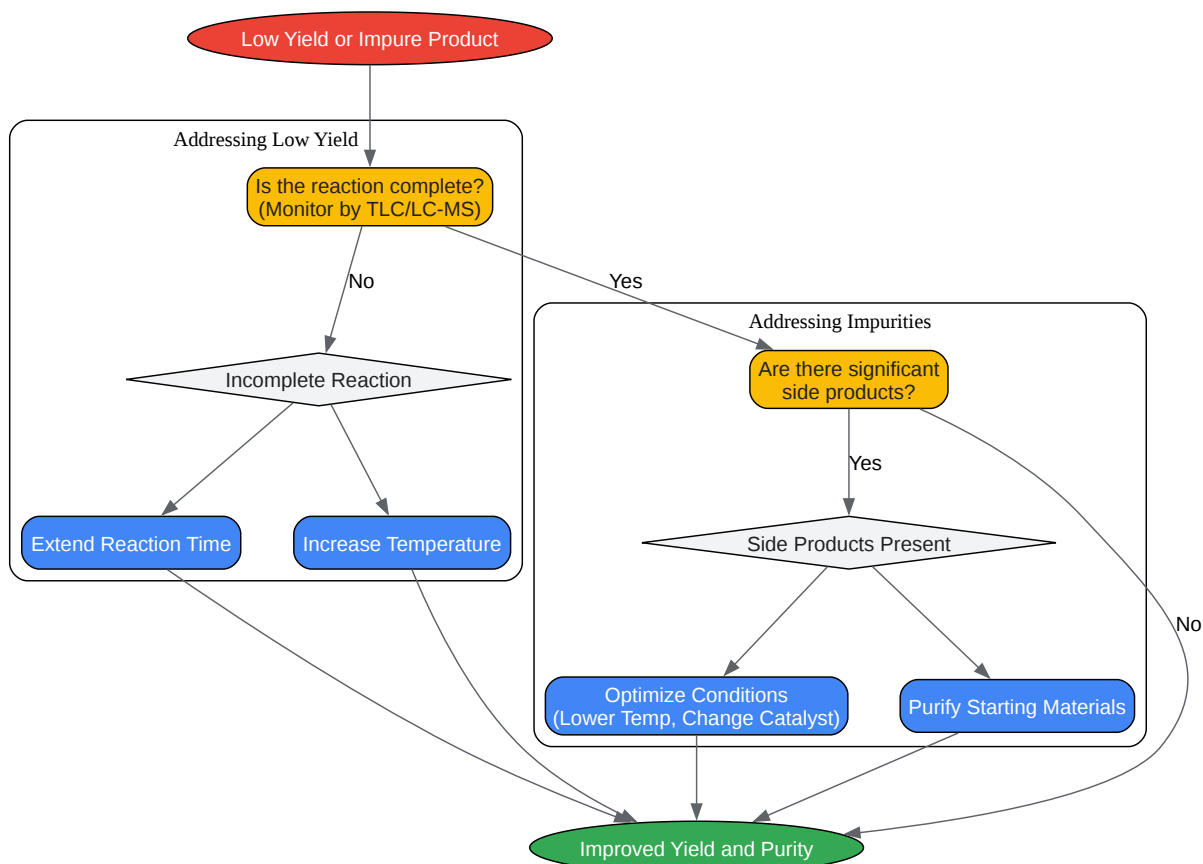 Low Yield or Impure Product
Addressing Low Yield
Is the reaction complete?
(Monitor by TLC/LC-MS)
No
Yes
Addressing Impurities
Incomplete Reaction
Are there significant
side products?
Yes
Extend Reaction Time
Increase Temperature
Side Products Present
No
Optimize Conditions
(Lower Temp, Change Catalyst)
Purify Starting Materials
Improved Yield and Purity